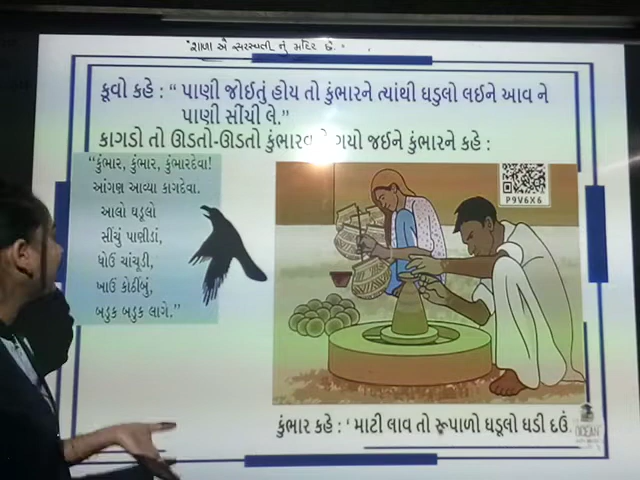 શાળા એ સરસ્વતી નું મંદિર છે.
કૂવો કહે : “ પાણી જોઈતું હોય તો કુંભારને ત્યાંથી ઘડુલો લઈને આવ ને
પાણી સીંચી લે.”
કાગડો તો ઊડતો-ઊડતો ગયો જઈને કુંભારને કહે :
“કુંભાર, કુંભાર, કુંભારદેવા!
આંગણ આવ્યા કાગદેવા.
આલો ઘડૂલો
સીંચું પાણીડાં,
ધોઉં ચાંચૂડી,
ખાઉં કોઠીંબું,
બડુક બડુક લાગે.”
P9V6X6
કુંભાર કહે : ‘ માટી લાવ તો રૂપાળો ઘડૂલો ઘડી દઉં.
OCEAN